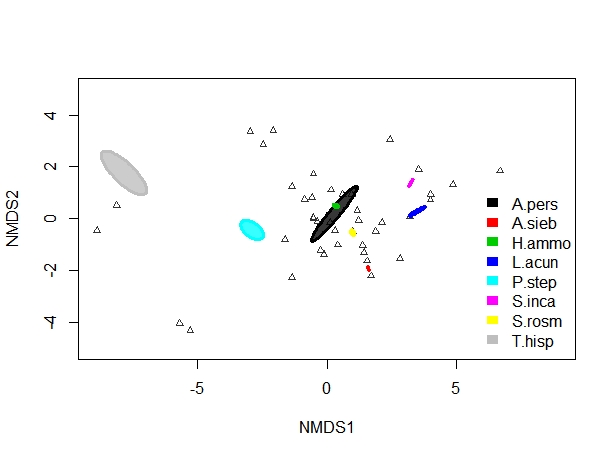 NMDS2
4
2
0
-2
-4
-5
0
5
NMDS1
A.pers
A.sieb
H.ammo
L.acun
P.step
S.inca
S.rosm
T.hisp